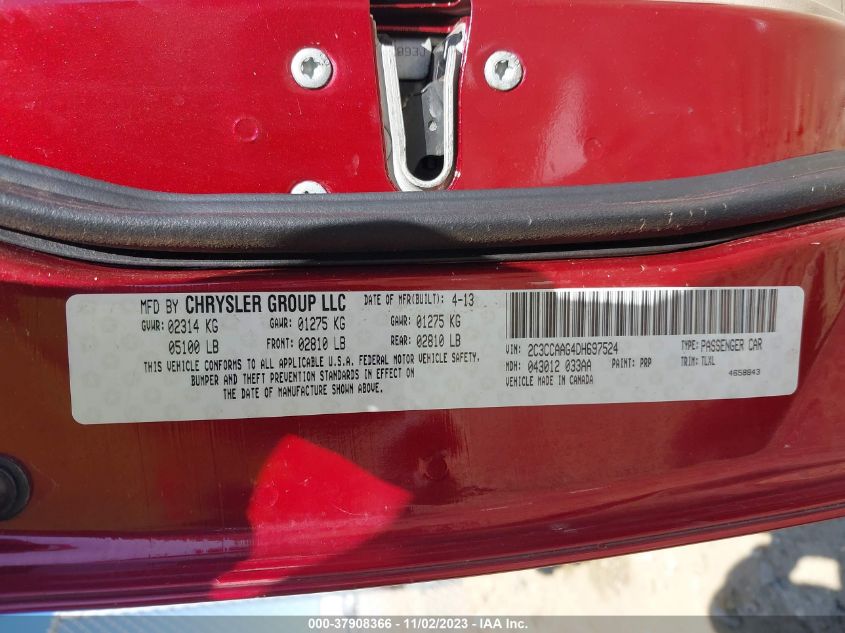 MFD BY CHRYSLER GROUP LLC DATE OF MFR(BUILT): 4-13
GVWR: 02314 KG GAWR: 01275 KG GAWR: 01275 KG
05100 LB FRONT: 02810 LB REAR: 02810 LB
THIS VEHICLE CONFORMS TO ALL APPLICABLE U.S.A. FEDERAL MOTOR VEHICLE SAFETY,
BUMPER AND THEFT PREVENTION STANDARDS IN EFFECT ON
THE DATE OF MANUFACTURE SHOWN ABOVE.
VIN: 2C3CCAAG4DH697524 TYPE: PASSENGER CAR
MDH: 043012 033AA PAINT: PRP TRIM: TLXL
VEHICLE MADE IN CANADA 4658843
000-37908366 | 11/02/2023 | © IAA, Inc.